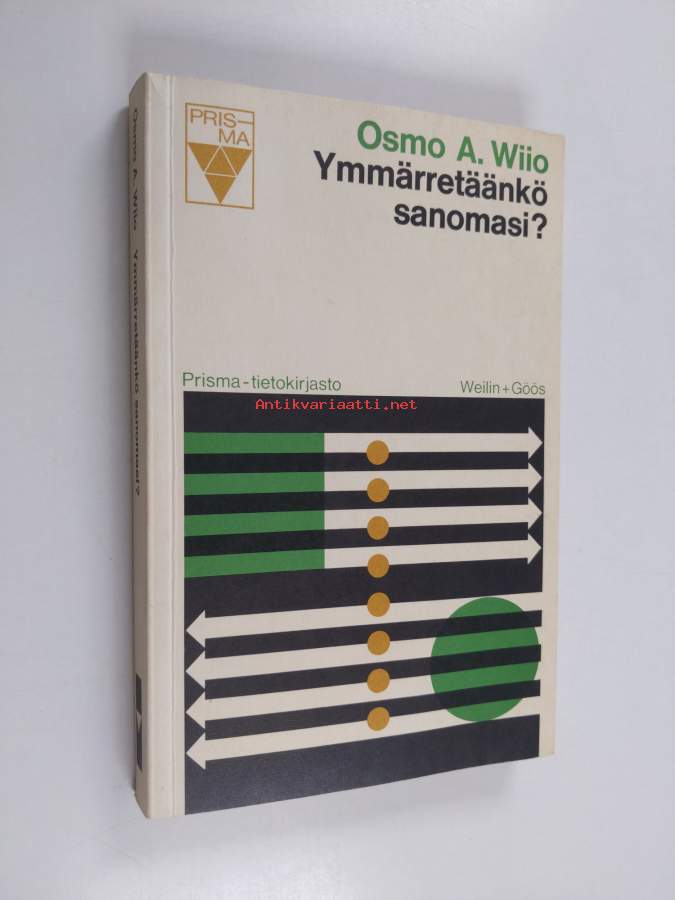 PRIS-
MA
Osmo A. Wiio
Ymmärretäänkö
sanomasi?
Prisma-tietokirjasto
Weilin+Göös
Antikvariaatti.net
Osmo A. Wiio Ymmärretäänkö sanomasi?